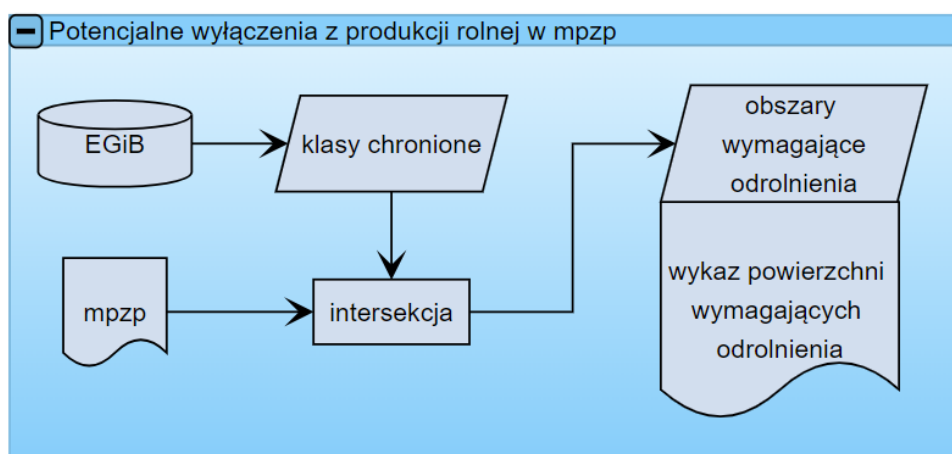 Potencjalne wyłączenia z produkcji rolnej w mpzp
EGiB
klasy chronione
obszary
wymagające
odrolnienia
mpzp
intersekcja
wykaz powierzchni
wymagających
odrolnienia